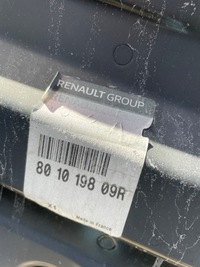 RENAULT GROUP
80 10 198 09R
Made in France